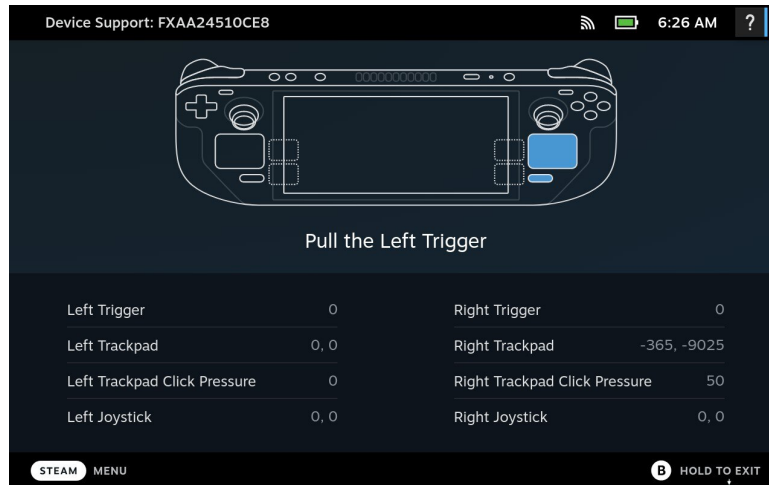 Device Support: FXAA24510CE8
6:26 AM
?
Pull the Left Trigger
Left Trigger 0
Left Trackpad 0, 0
Left Trackpad Click Pressure 0
Left Joystick 0, 0
Right Trigger 0
Right Trackpad -365, -9025
Right Trackpad Click Pressure 50
Right Joystick 0, 0
STEAM MENU
B HOLD TO EXIT